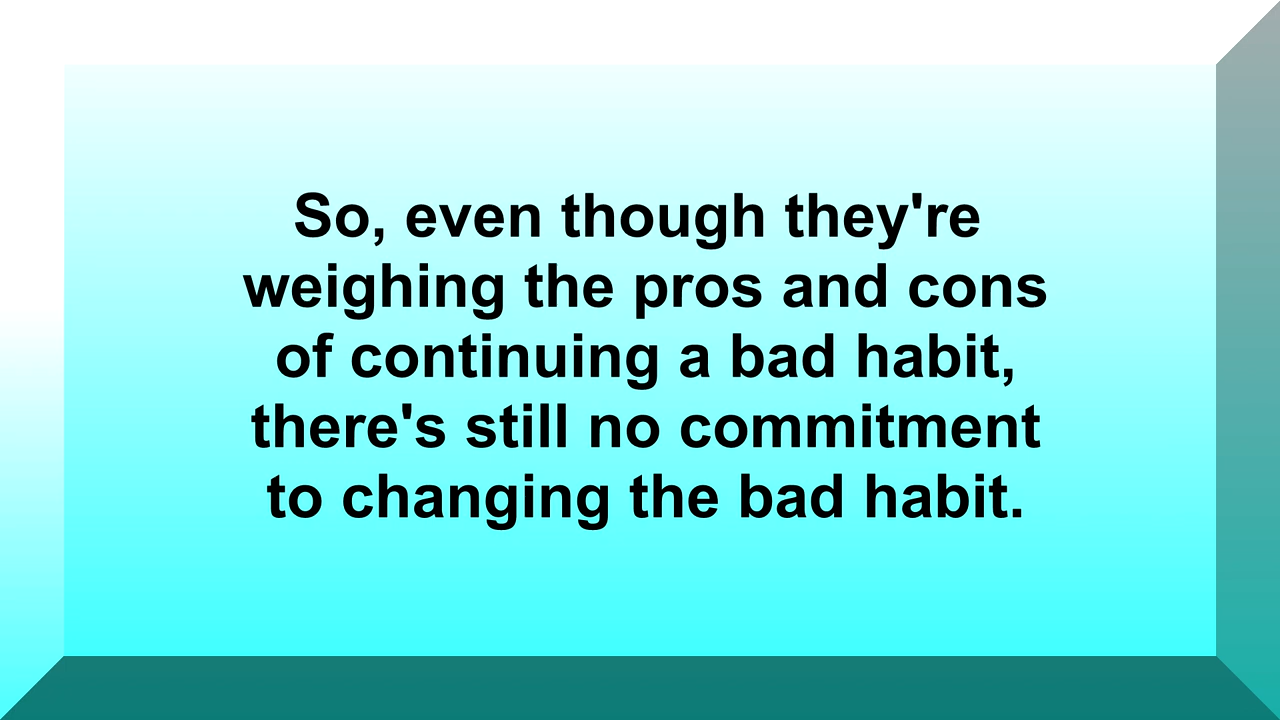 So, even though they're
weighing the pros and cons
of continuing a bad habit,
there's still no commitment
to changing the bad habit.